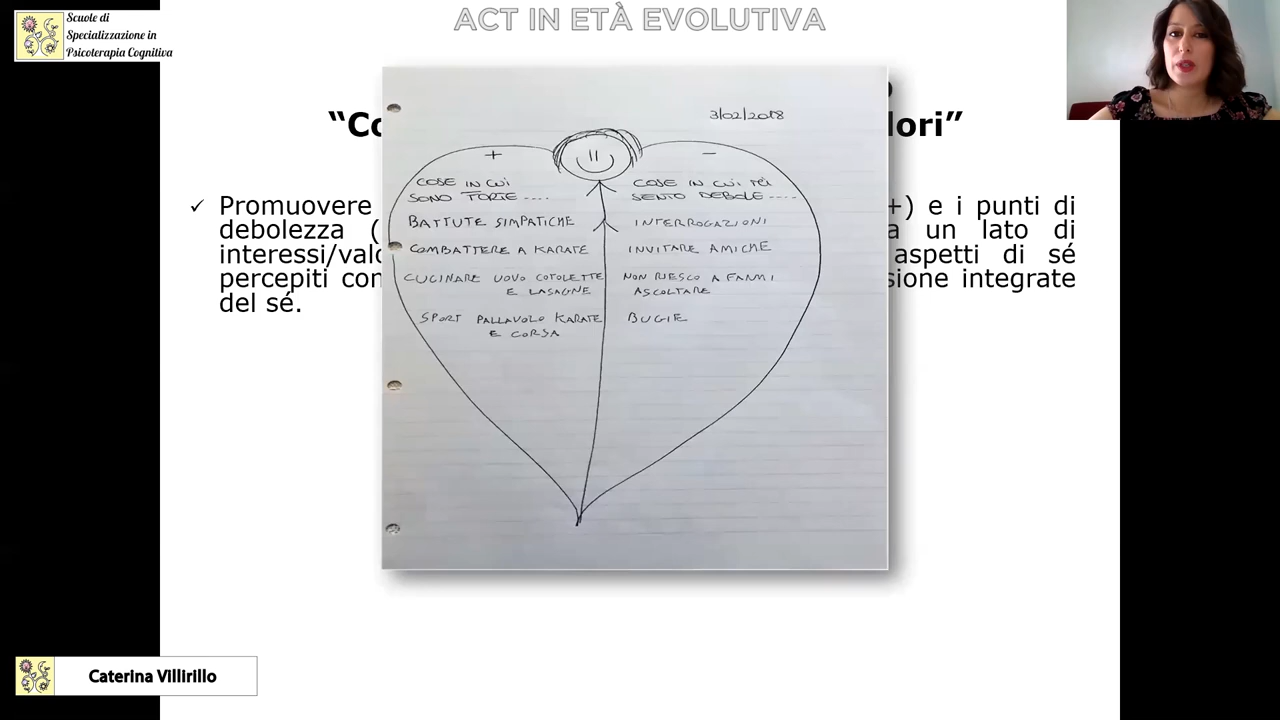 Scuole di
Specializzazione in
Psicoterapia Cognitiva
ACT IN ETÀ EVOLUTIVA
“Co lori”
Promuovere +) e i punti di
debolezza ( a un lato di
interessi/valo aspetti di sé
percepiti con sione integrate
del sé.
3/02/2018
+ −
COSE IN CUI
SONO FORTE ....
BATTUTE SIMPATICHE
COMBATTERE A KARATE
CUCINARE UOVO COTOLETTE
E LASAGNE
SPORT PALLAVOLO KARATE
E CORSA
COSE IN CUI MI
SENTO DEBOLE ....
INTERROGAZIONI
INVITARE AMICHE
NON RIESCO A FARMI
ASCOLTARE
BUGIE
Caterina Villirillo